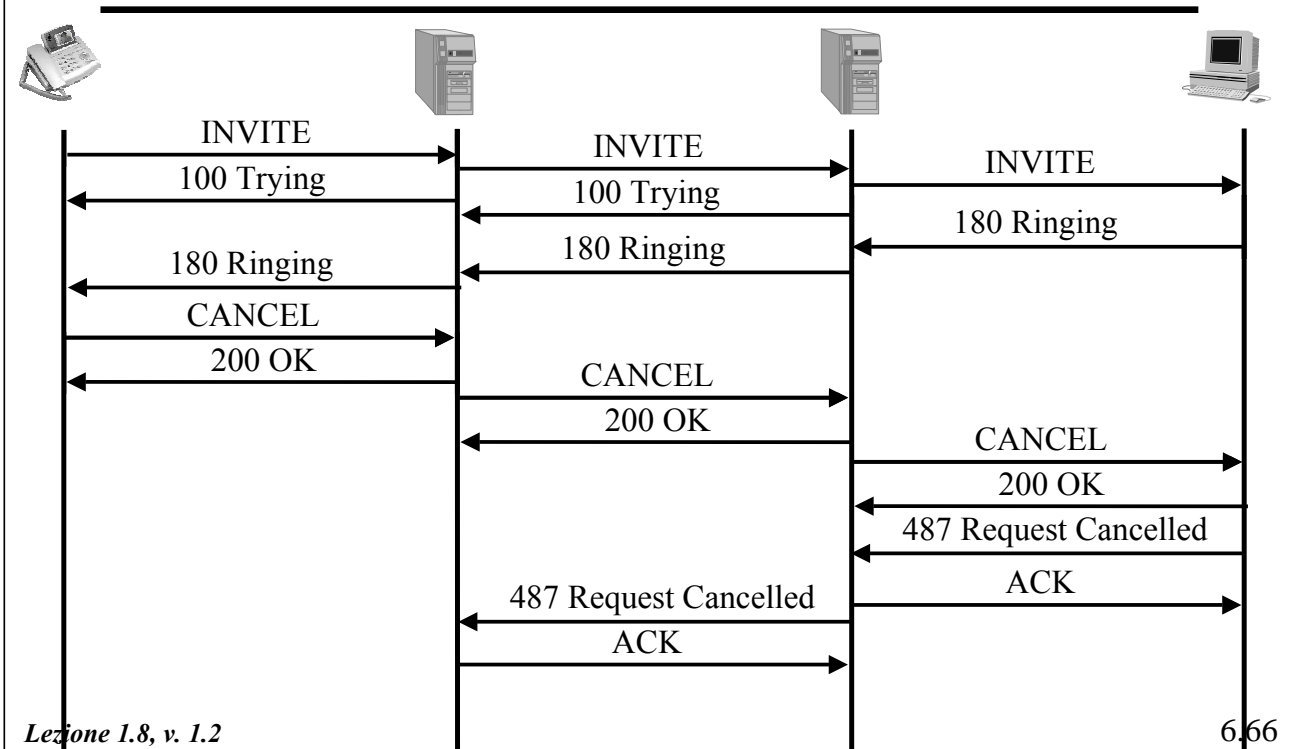 INVITE
INVITE
INVITE
100 Trying
100 Trying
180 Ringing
180 Ringing
180 Ringing
CANCEL
200 OK
CANCEL
200 OK
CANCEL
200 OK
487 Request Cancelled
ACK
487 Request Cancelled
ACK
Lezione 1.8, v. 1.2
6.66